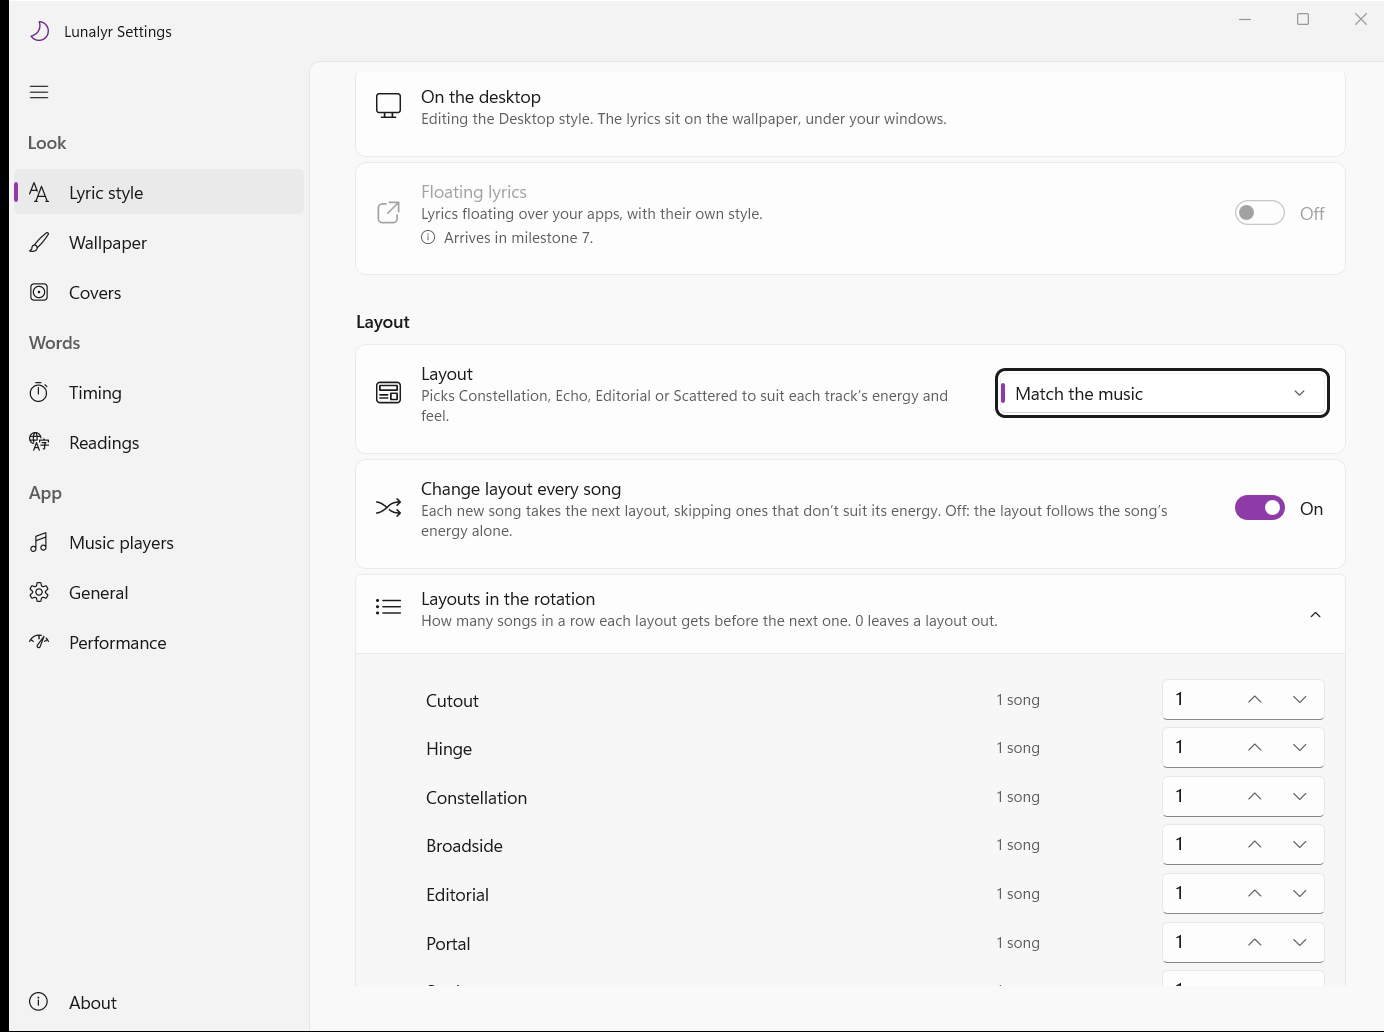 Lunalyr Settings
Look
Lyric style
Wallpaper
Covers
Words
Timing
Readings
App
Music players
General
Performance
About
On the desktop
Editing the Desktop style. The lyrics sit on the wallpaper, under your windows.
Floating lyrics
Lyrics floating over your apps, with their own style.
Arrives in milestone 7.
Off
Layout
Layout
Picks Constellation, Echo, Editorial or Scattered to suit each track’s energy and
feel.
Match the music
Change layout every song
Each new song takes the next layout, skipping ones that don’t suit its energy. Off: the layout follows the song’s
energy alone.
On
Layouts in the rotation
How many songs in a row each layout gets before the next one. 0 leaves a layout out.
Cutout 1 song 1
Hinge 1 song 1
Constellation 1 song 1
Broadside 1 song 1
Editorial 1 song 1
Portal 1 song 1